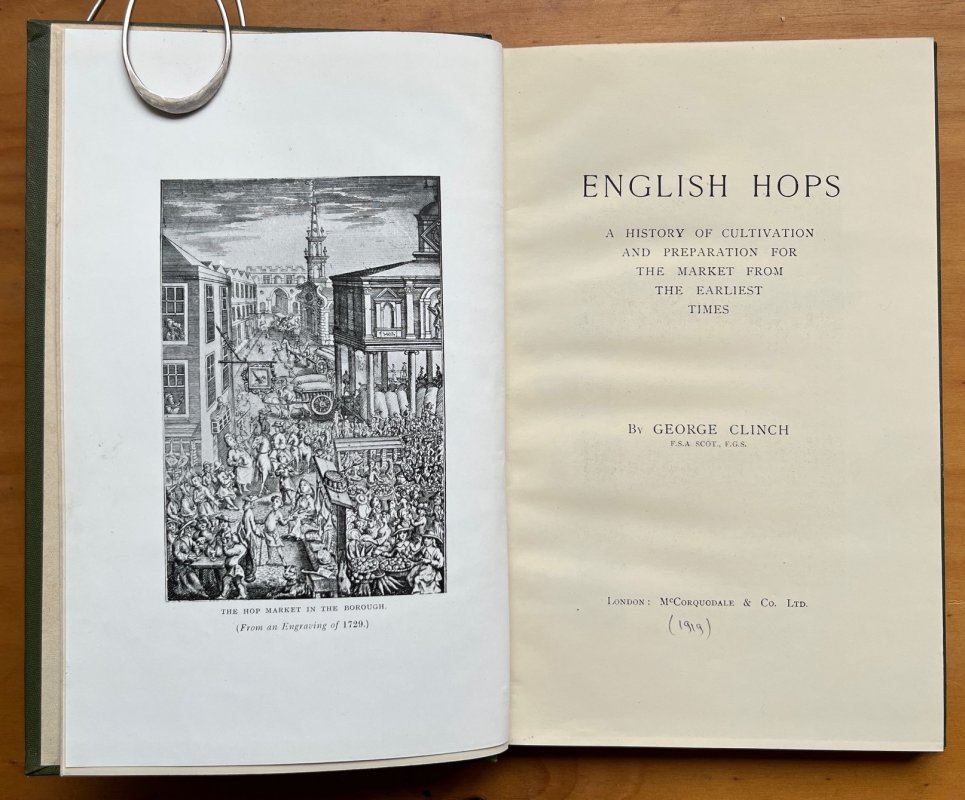 THE HOP MARKET IN THE BOROUGH.
(From an Engraving of 1729.)
ENGLISH HOPS
A HISTORY OF CULTIVATION
AND PREPARATION FOR
THE MARKET FROM
THE EARLIEST
TIMES
By GEORGE CLINCH
F.S.A. SCOT., F.G.S.
London: McCorquodale & Co. Ltd.
(1919)